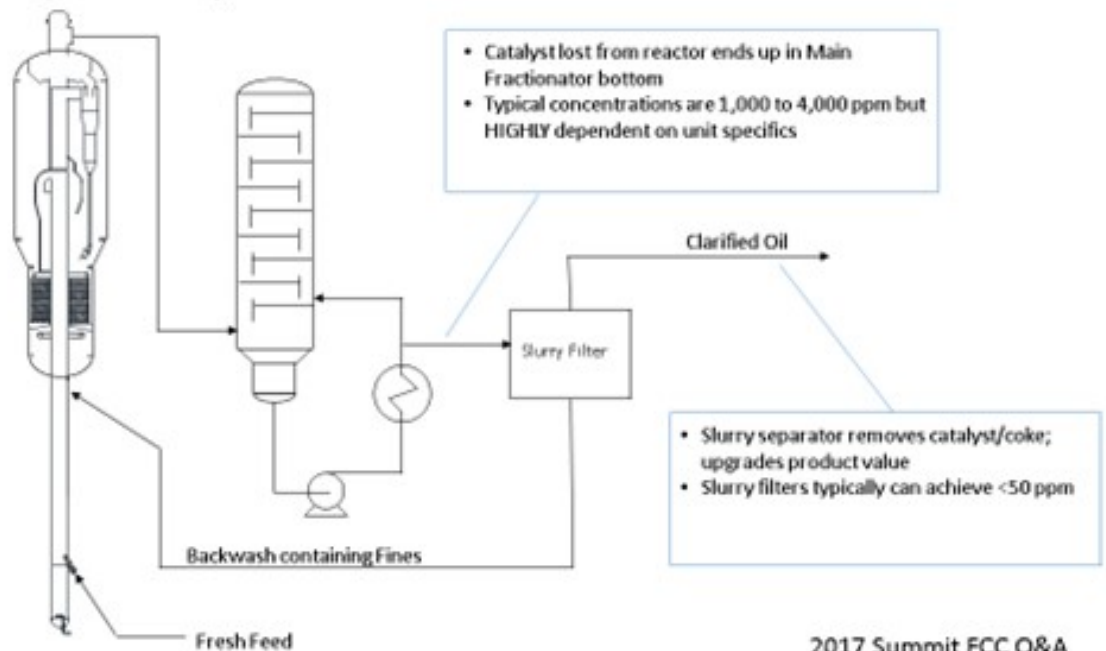 • Catalyst lost from reactor ends up in Main
Fractionator bottom
• Typical concentrations are 1,000 to 4,000 ppm but
HIGHLY dependent on unit specifics
Clarified Oil
Slurry Filter
• Slurry separator removes catalyst/coke;
upgrades product value
• Slurry filters typically can achieve <50 ppm
Backwash containing Fines
Fresh Feed
2017 Summit FCC Q&A